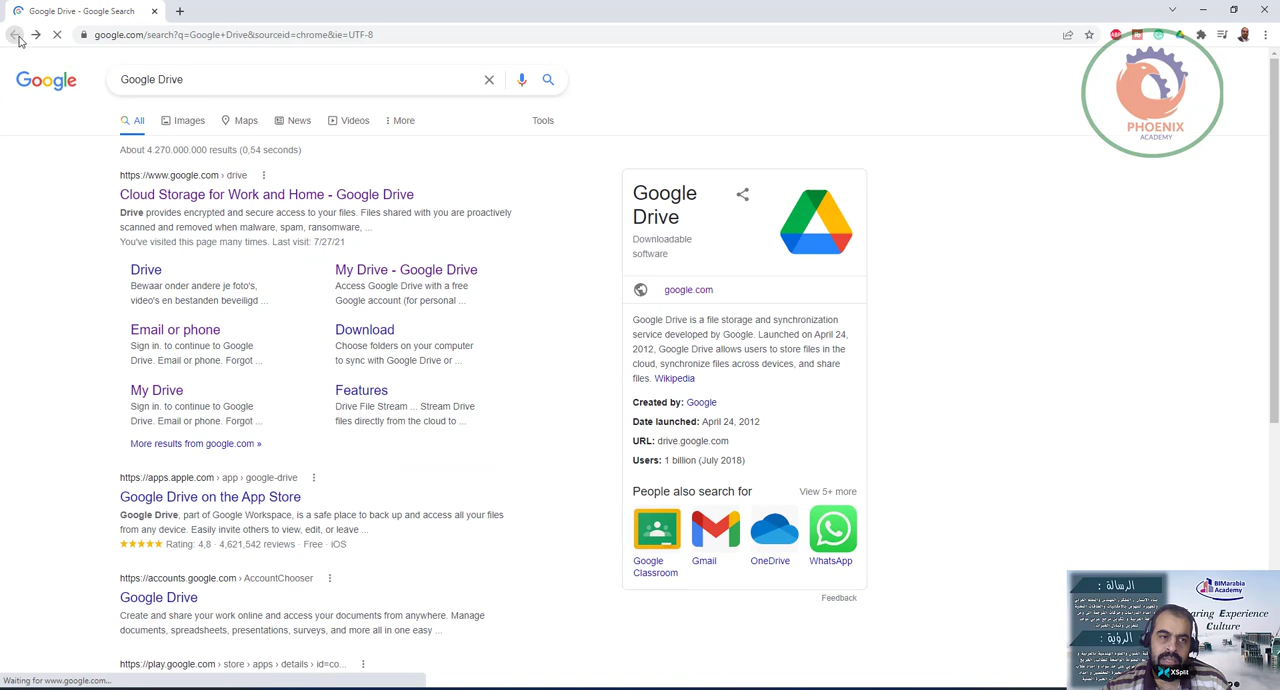 Google Drive - Google Search
google.com/search?q=Google+Drive&sourceid=chrome&ie=UTF-8
Google
Google Drive
All
Images
Maps
News
Videos
More
Tools
About 4.270.000.000 results (0,54 seconds)
https://www.google.com › drive
Cloud Storage for Work and Home - Google Drive
Drive provides encrypted and secure access to your files. Files shared with you are proactively
scanned and removed when malware, spam, ransomware, ...
You've visited this page many times. Last visit: 7/27/21
Drive
Bewaar onder andere je foto's,
video's en bestanden beveiligd ...
My Drive - Google Drive
Access Google Drive with a free
Google account (for personal ...
Email or phone
Sign in. to continue to Google
Drive. Email or phone. Forgot ...
Download
Choose folders on your computer
to sync with Google Drive or ...
My Drive
Sign in. to continue to Google
Drive. Email or phone. Forgot ...
Features
Drive File Stream ... Stream Drive
files directly from the cloud to ...
More results from google.com »
https://apps.apple.com › app › google-drive
Google Drive on the App Store
Google Drive, part of Google Workspace, is a safe place to back up and access all your files
from any device. Easily invite others to view, edit, or leave ...
Rating: 4,8 · 4,621,542 reviews · Free · iOS
https://accounts.google.com › AccountChooser
Google Drive
Create and share your work online and access your documents from anywhere. Manage
documents, spreadsheets, presentations, surveys, and more all in one easy ...
https://play.google.com › store › apps › details › id=co...
Waiting for www.google.com...
Google
Drive
Downloadable
software
google.com
Google Drive is a file storage and synchronization
service developed by Google. Launched on April 24,
2012, Google Drive allows users to store files in the
cloud, synchronize files across devices, and share
files. Wikipedia
Created by: Google
Date launched: April 24, 2012
URL: drive.google.com
Users: 1 billion (July 2018)
People also search for
View 5+ more
Google
Classroom
Gmail
OneDrive
WhatsApp
Feedback
PHOENIX
ACADEMY
الرسالة :
الرؤية :
BIMarabia
Academy
Experience
Culture
XSplit